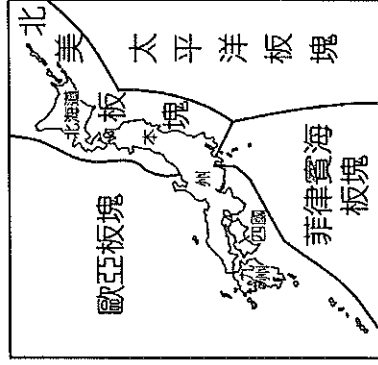 北美板塊
太平洋板塊
歐亞板塊
菲律賓海
板塊
北海道
本州
四國
九州